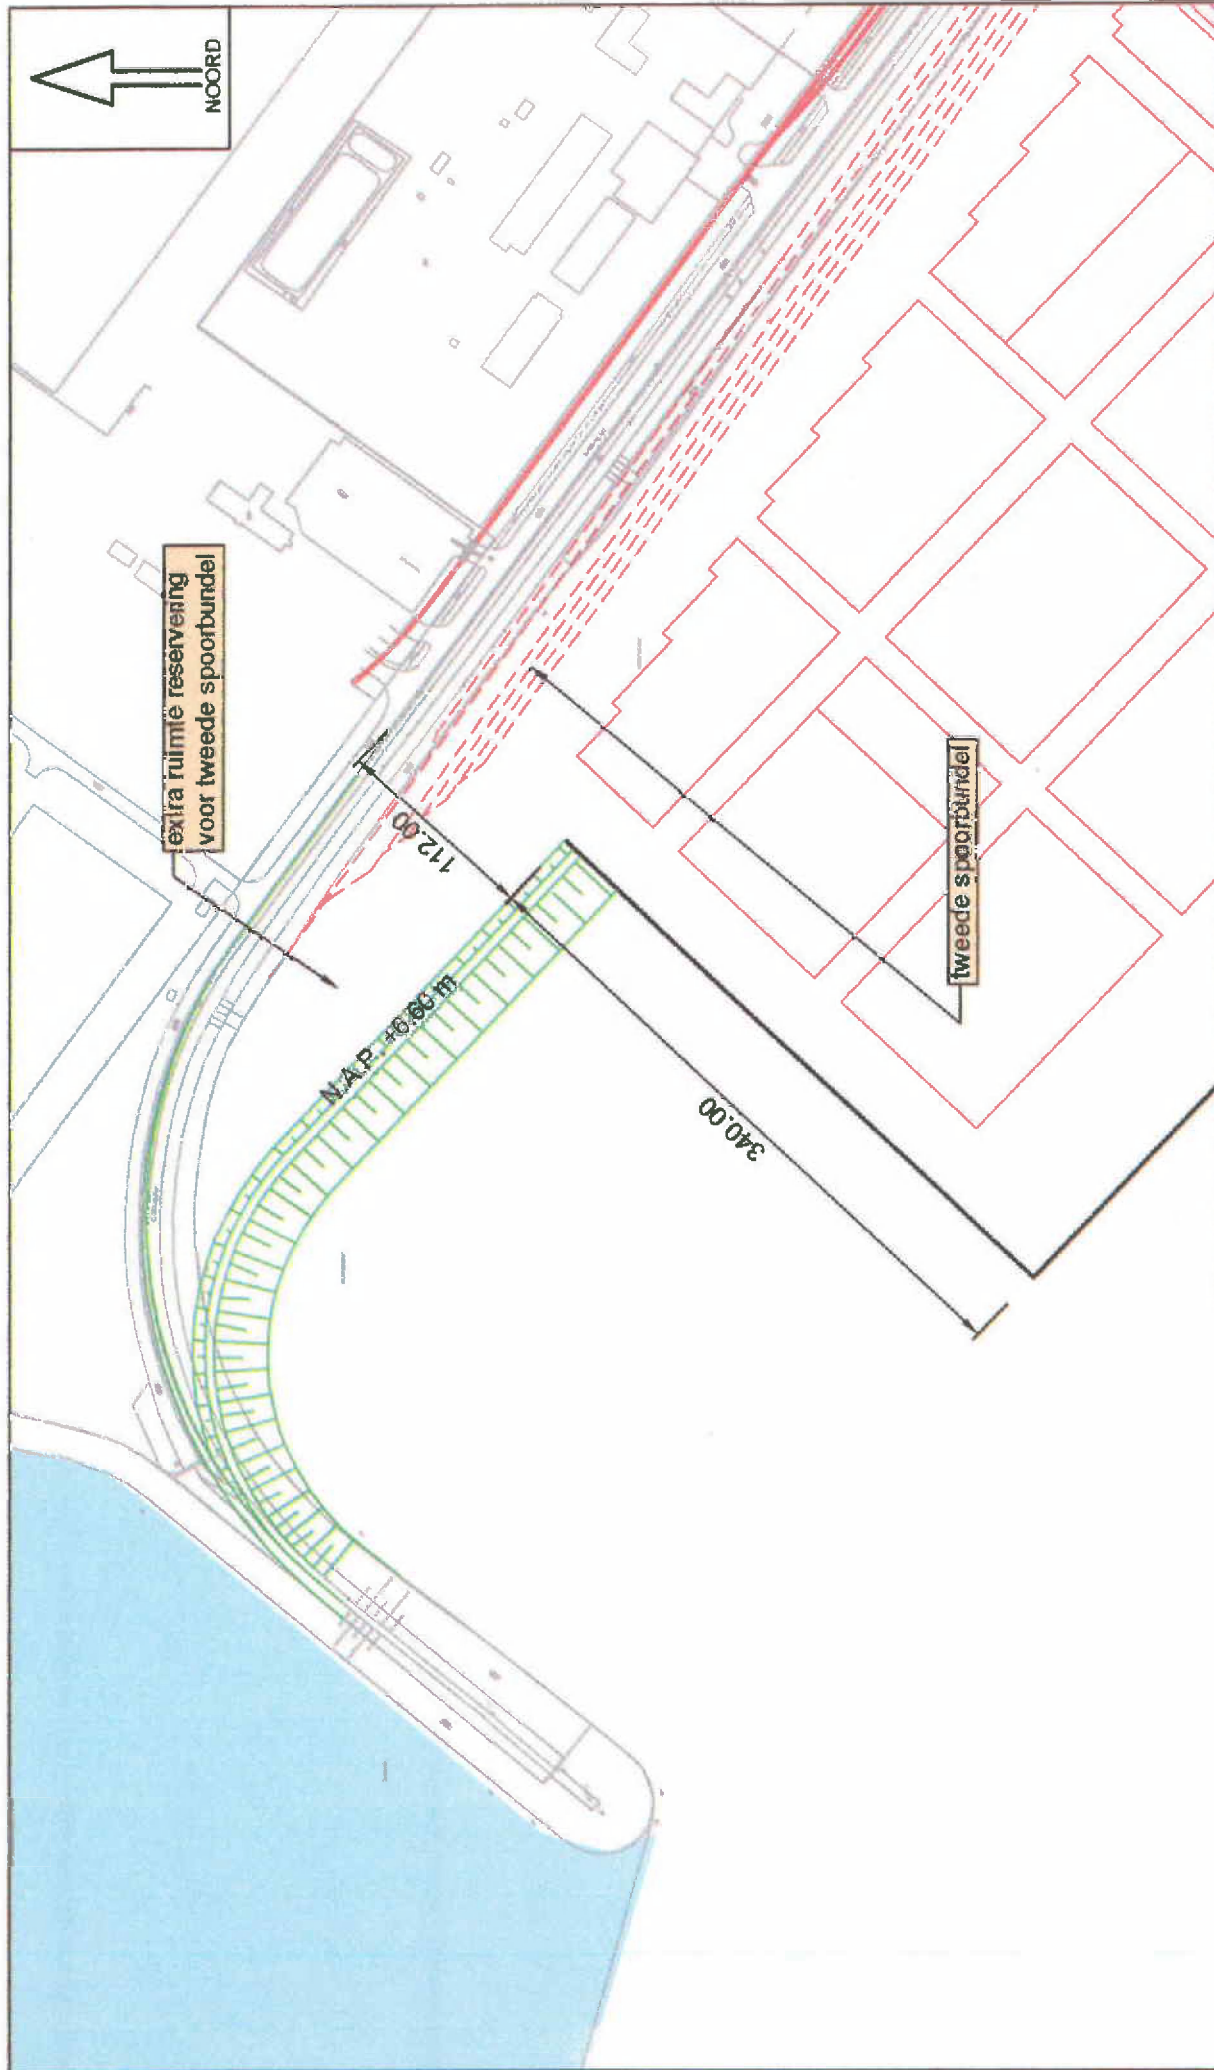 NOORD
extra ruimte reservering
voor tweede spoorbundel
112.00
N.A.P. +6.60 m
340.00
tweede spoorbundel